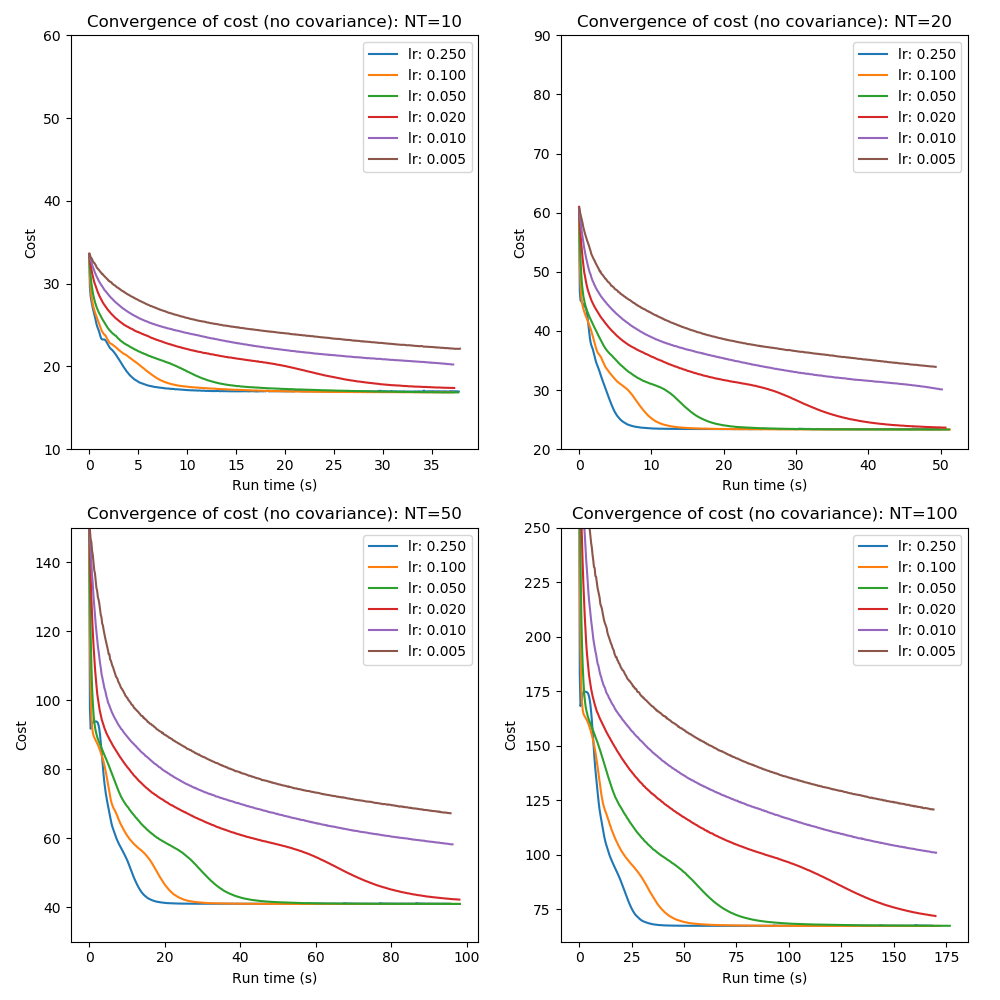 Convergence of cost (no covariance): NT=10
60
50
40
30
20
10
Cost
lr: 0.250
lr: 0.100
lr: 0.050
lr: 0.020
lr: 0.010
lr: 0.005
0 5 10 15 20 25 30 35
Run time (s)
Convergence of cost (no covariance): NT=20
90
80
70
60
50
40
30
20
Cost
lr: 0.250
lr: 0.100
lr: 0.050
lr: 0.020
lr: 0.010
lr: 0.005
0 10 20 30 40 50
Run time (s)
Convergence of cost (no covariance): NT=50
140
120
100
80
60
40
Cost
lr: 0.250
lr: 0.100
lr: 0.050
lr: 0.020
lr: 0.010
lr: 0.005
0 20 40 60 80 100
Run time (s)
Convergence of cost (no covariance): NT=100
250
225
200
175
150
125
100
75
Cost
lr: 0.250
lr: 0.100
lr: 0.050
lr: 0.020
lr: 0.010
lr: 0.005
0 25 50 75 100 125 150 175
Run time (s)